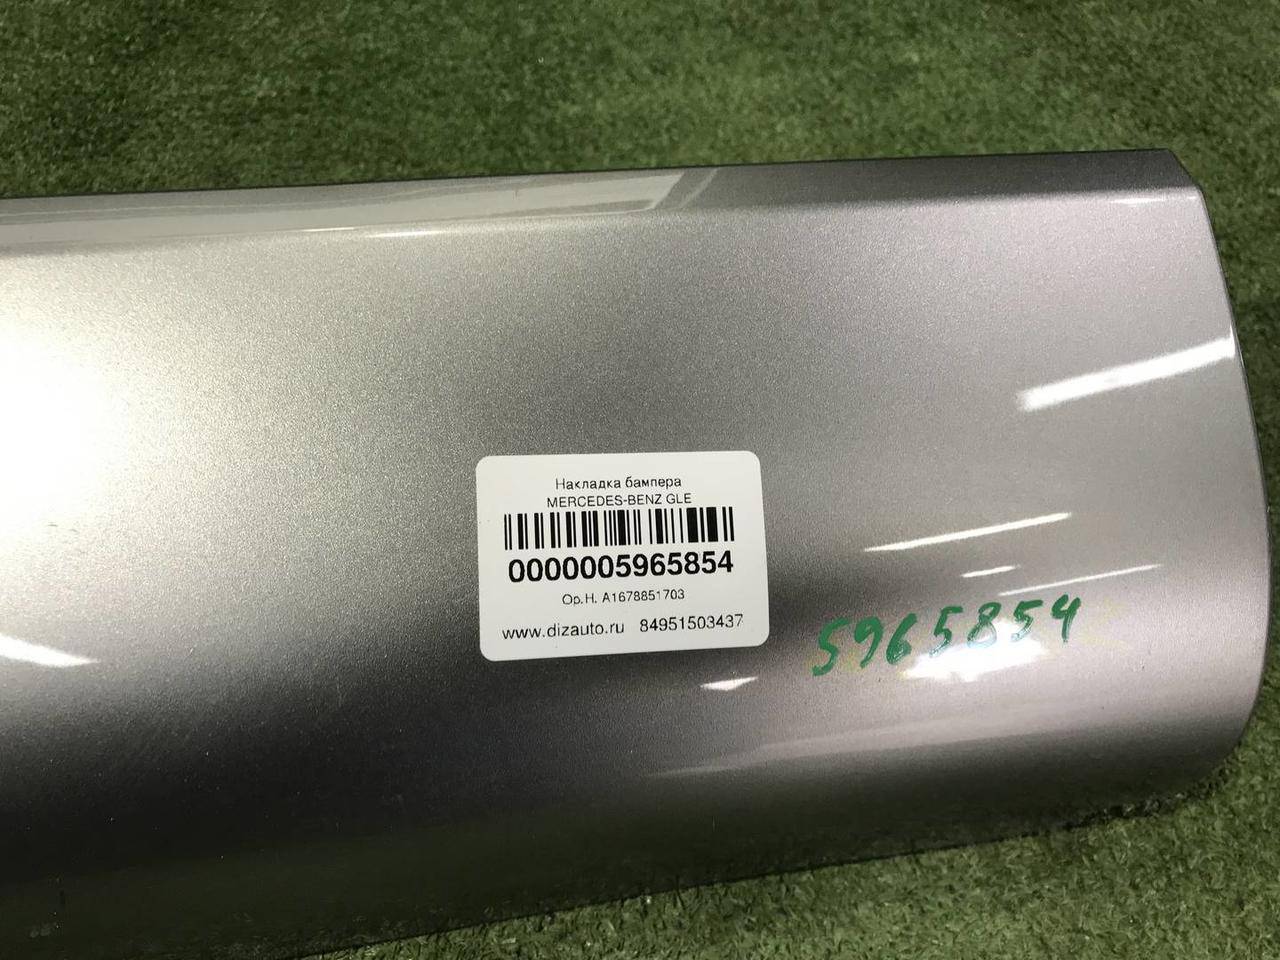 Накладка бампера
MERCEDES-BENZ GLE
0000005965854
Ор.Н. A1678851703
www.dizauto.ru 84951503437
5965854